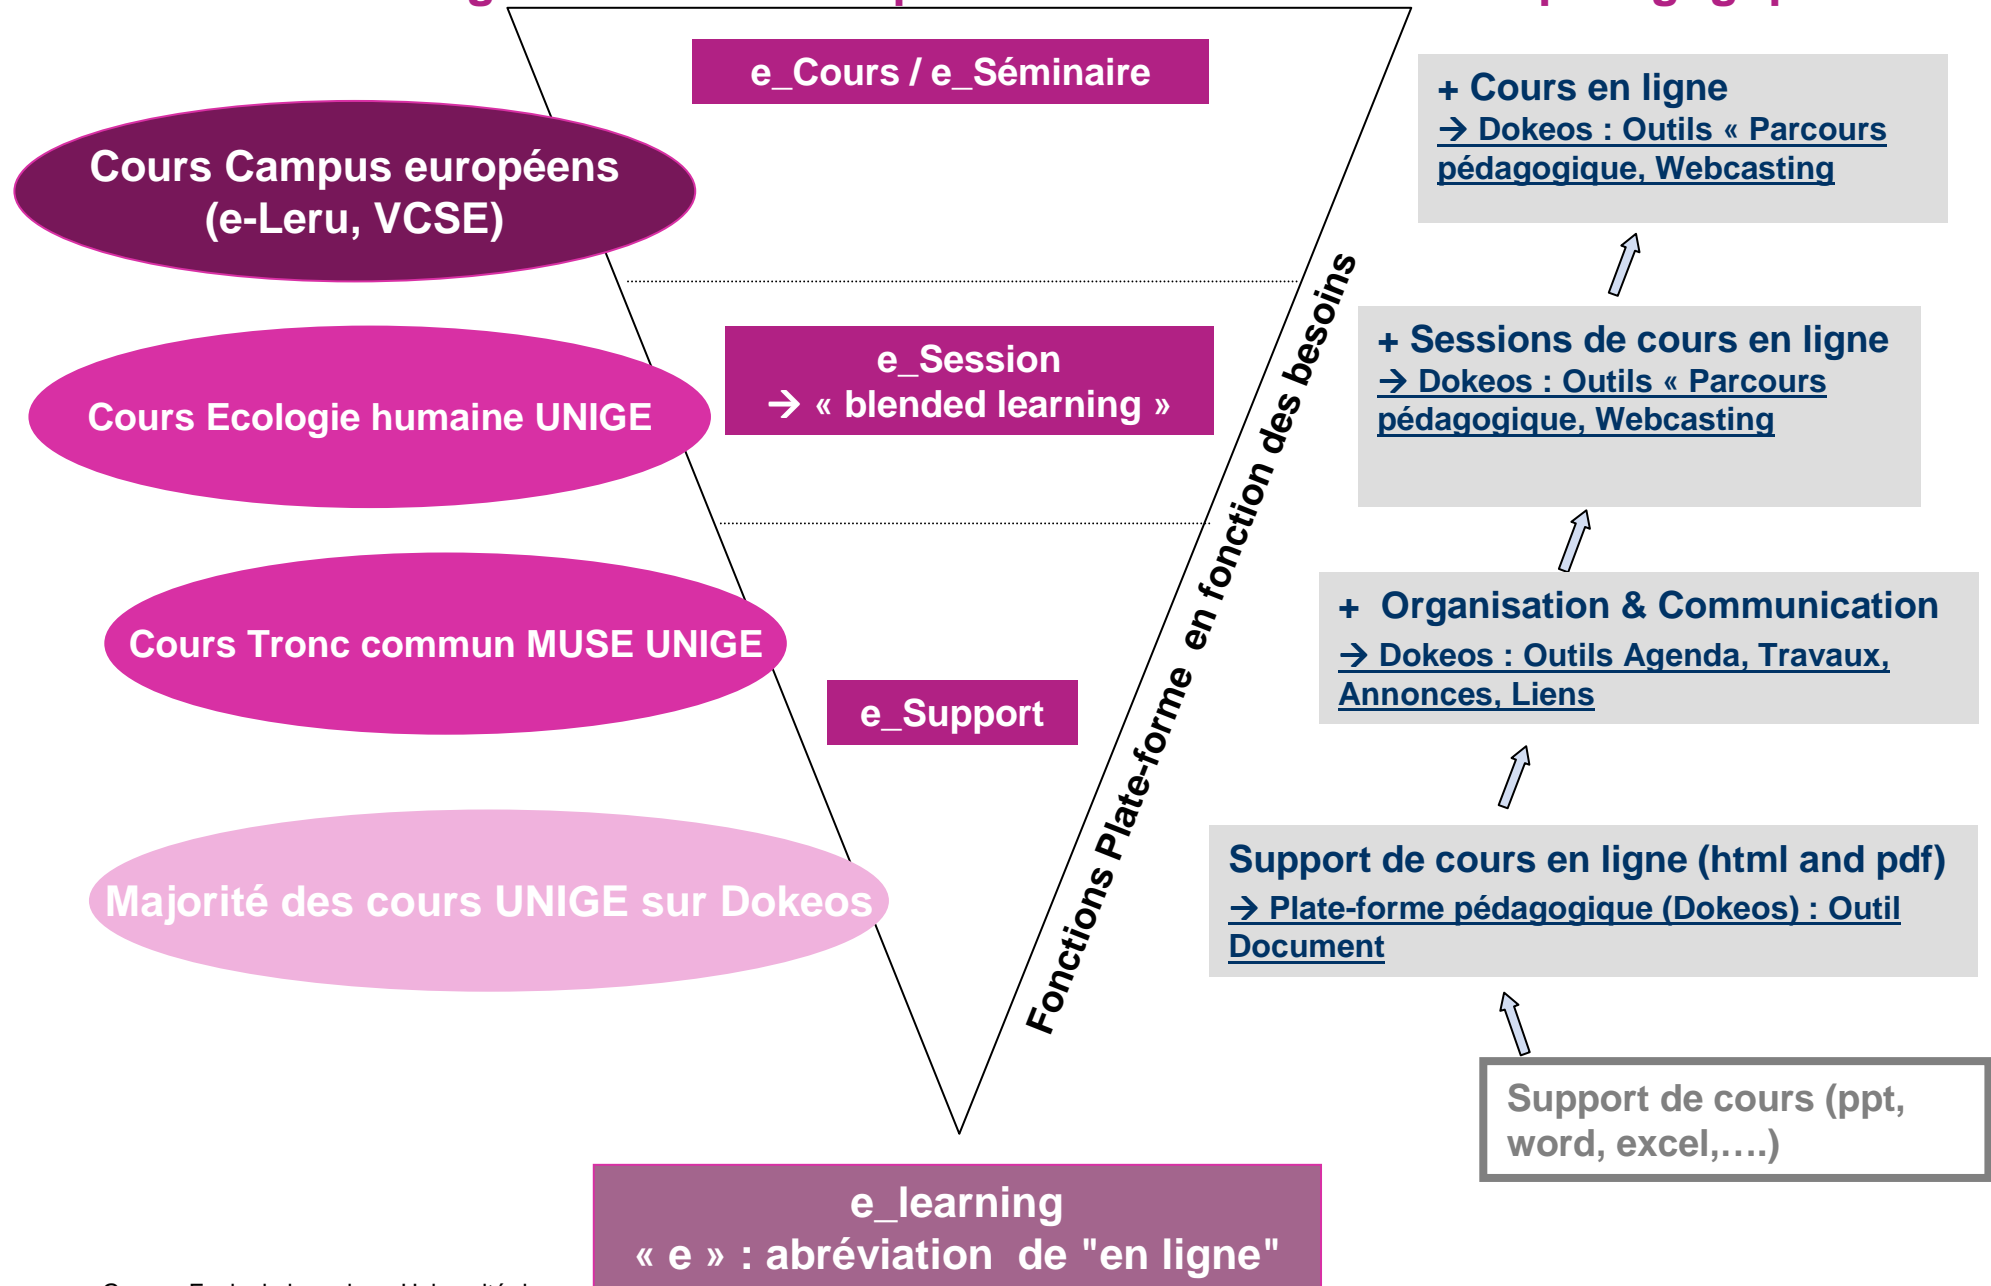 e_Cours / e_Séminaire
Cours Campus européens
(e-Leru, VCSE)
e_Session
→ « blended learning »
Cours Ecologie humaine UNIGE
Cours Tronc commun MUSE UNIGE
e_Support
Majorité des cours UNIGE sur Dokeos
Fonctions Plate-forme en fonction des besoins
+ Cours en ligne
→ Dokeos : Outils « Parcours
pédagogique, Webcasting
+ Sessions de cours en ligne
→ Dokeos : Outils « Parcours
pédagogique, Webcasting
+ Organisation & Communication
→ Dokeos : Outils Agenda, Travaux,
Annonces, Liens
Support de cours en ligne (html and pdf)
→ Plate-forme pédagogique (Dokeos) : Outil
Document
Support de cours (ppt,
word, excel,….)
e_learning
« e » : abréviation de "en ligne"